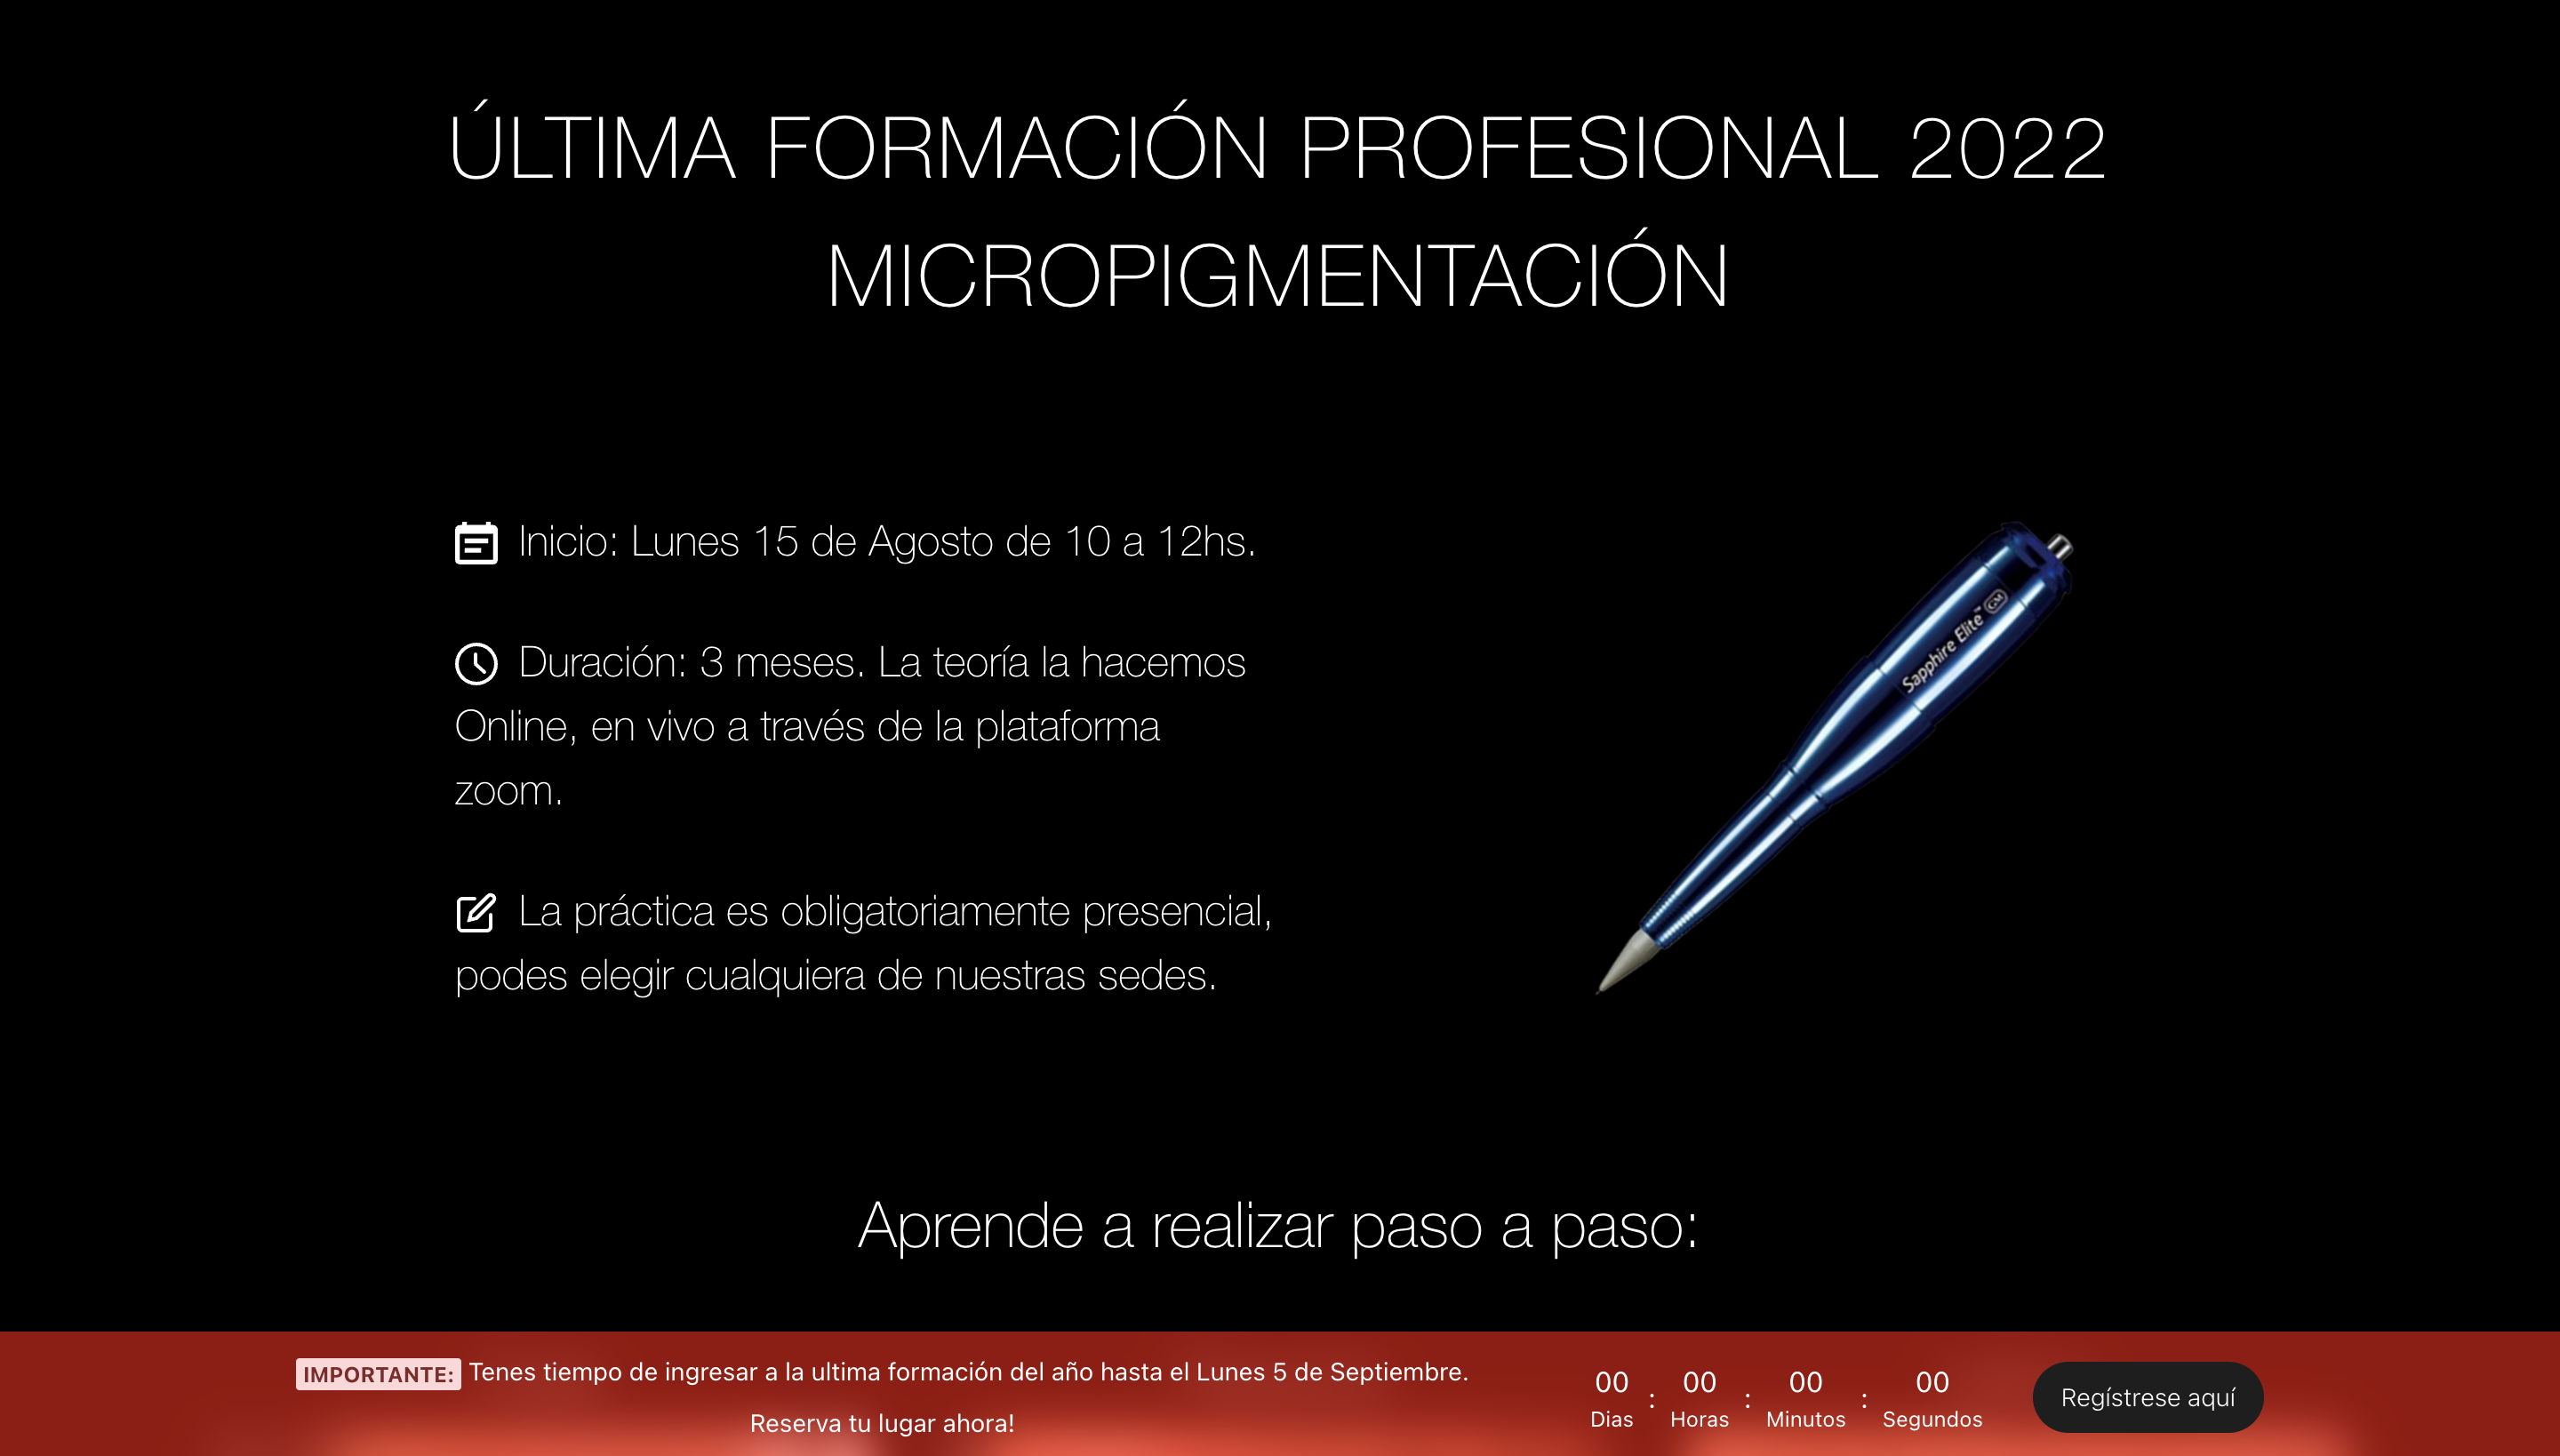 ÚLTIMA FORMACIÓN PROFESIONAL 2022
MICROPIGMENTACIÓN
Inicio: Lunes 15 de Agosto de 10 a 12hs.
Duración: 3 meses. La teoría la hacemos
Online, en vivo a través de la plataforma
zoom.
La práctica es obligatoriamente presencial,
podes elegir cualquiera de nuestras sedes.
Sapphire Elite™ GM
Aprende a realizar paso a paso:
IMPORTANTE: Tenes tiempo de ingresar a la ultima formación del año hasta el Lunes 5 de Septiembre.
Reserva tu lugar ahora!
00 : 00 : 00 : 00
Dias Horas Minutos Segundos
Regístrese aquí